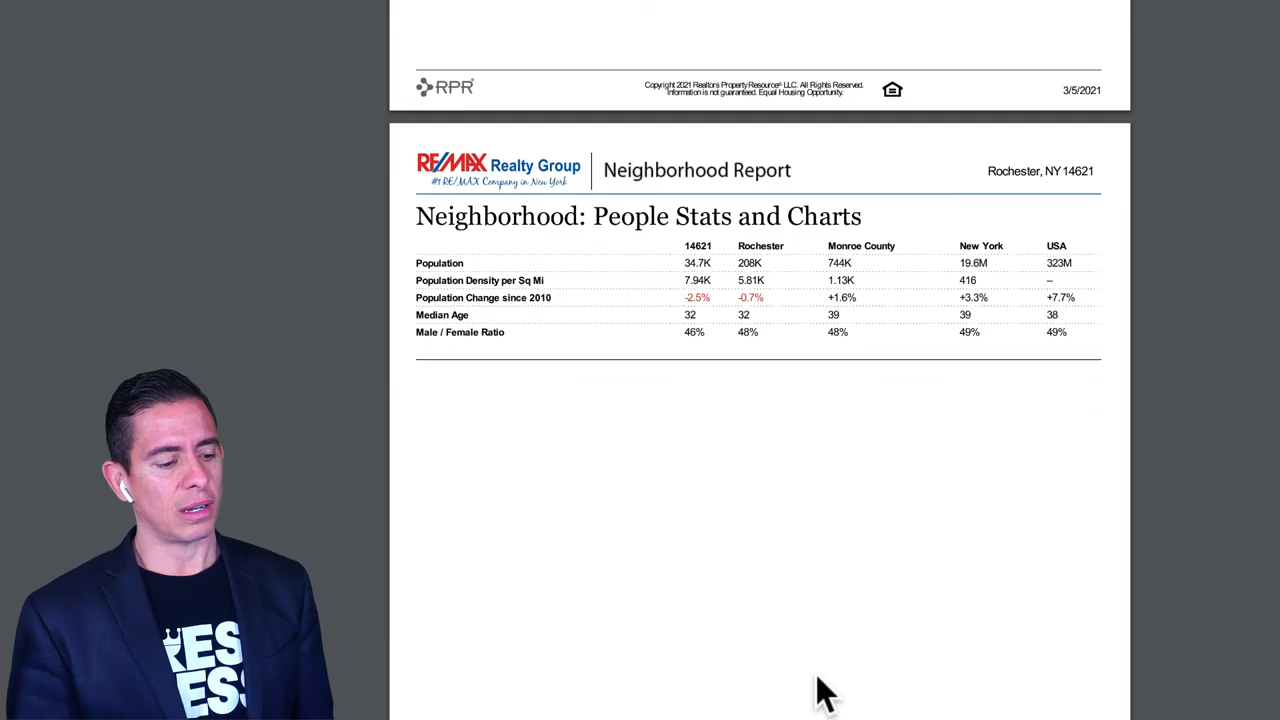 RPR
Copyright 2021 Realtors Property Resource® LLC. All Rights Reserved.
Information is not guaranteed. Equal Housing Opportunity.
3/5/2021
RE/MAX Realty Group
#1 RE/MAX Company in New York
Neighborhood Report
Rochester, NY 14621
Neighborhood: People Stats and Charts
14621 Rochester Monroe County New York USA
Population 34.7K 208K 744K 19.6M 323M
Population Density per Sq Mi 7.94K 5.81K 1.13K 416 –
Population Change since 2010 -2.5% -0.7% +1.6% +3.3% +7.7%
Median Age 32 32 39 39 38
Male / Female Ratio 46% 48% 48% 49% 49%